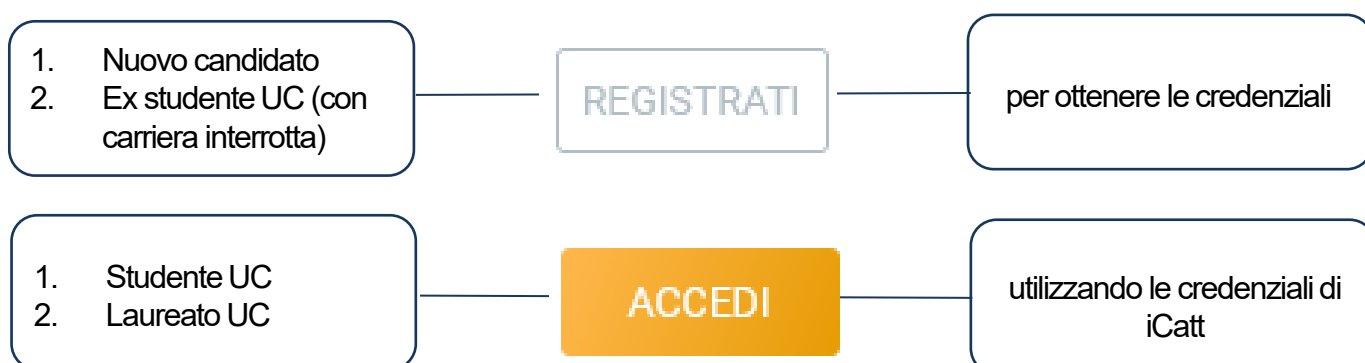 1. Nuovo candidato
2. Ex studente UC (con
carriera interrotta)
REGISTRATI
per ottenere le credenziali
1. Studente UC
2. Laureato UC
ACCEDI
utilizzando le credenziali di
iCatt